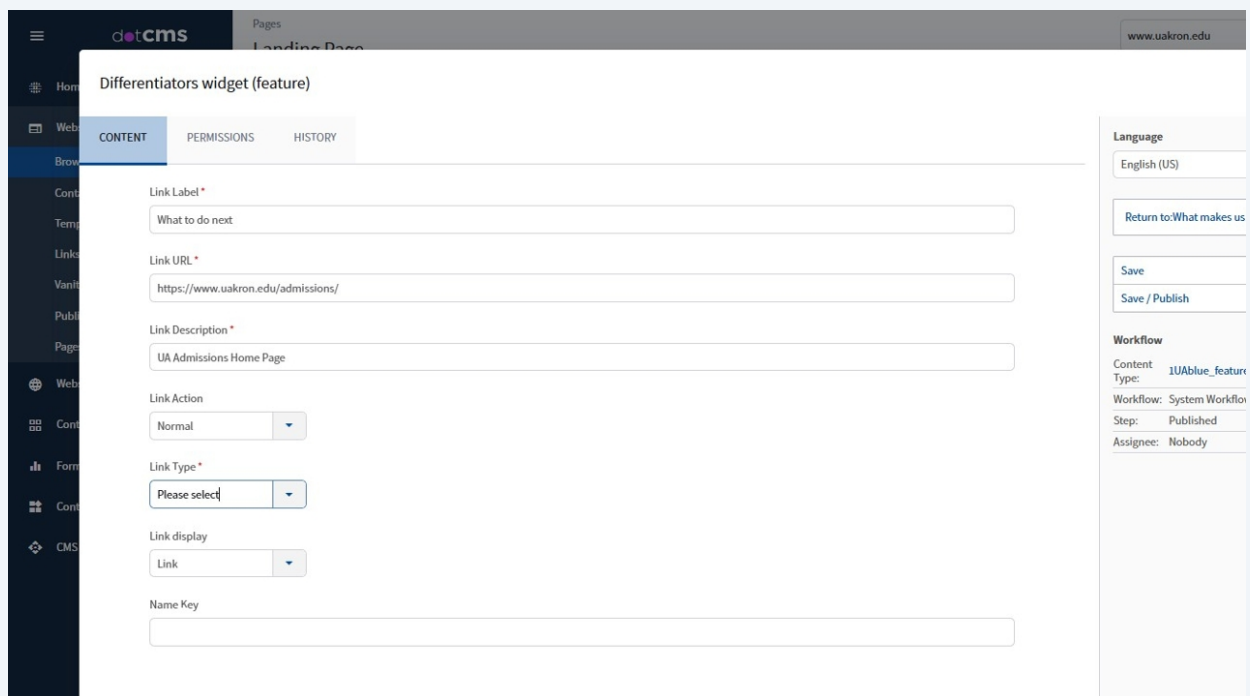 dotCMS
Pages
Landing Page
www.uakron.edu
Hom
Webs
Brow
Conta
Temp
Links
Vanit
Publi
Pages
Webs
Cont
Form
Cont
CMS
Differentiators widget (feature)
CONTENT PERMISSIONS HISTORY
Link Label *
What to do next
Link URL *
https://www.uakron.edu/admissions/
Link Description *
UA Admissions Home Page
Link Action
Normal
Link Type *
Please select
Link display
Link
Name Key
Language
English (US)
Return to:What makes us
Save
Save / Publish
Workflow
Content Type: 1UAblue_feature
Workflow: System Workflow
Step: Published
Assignee: Nobody